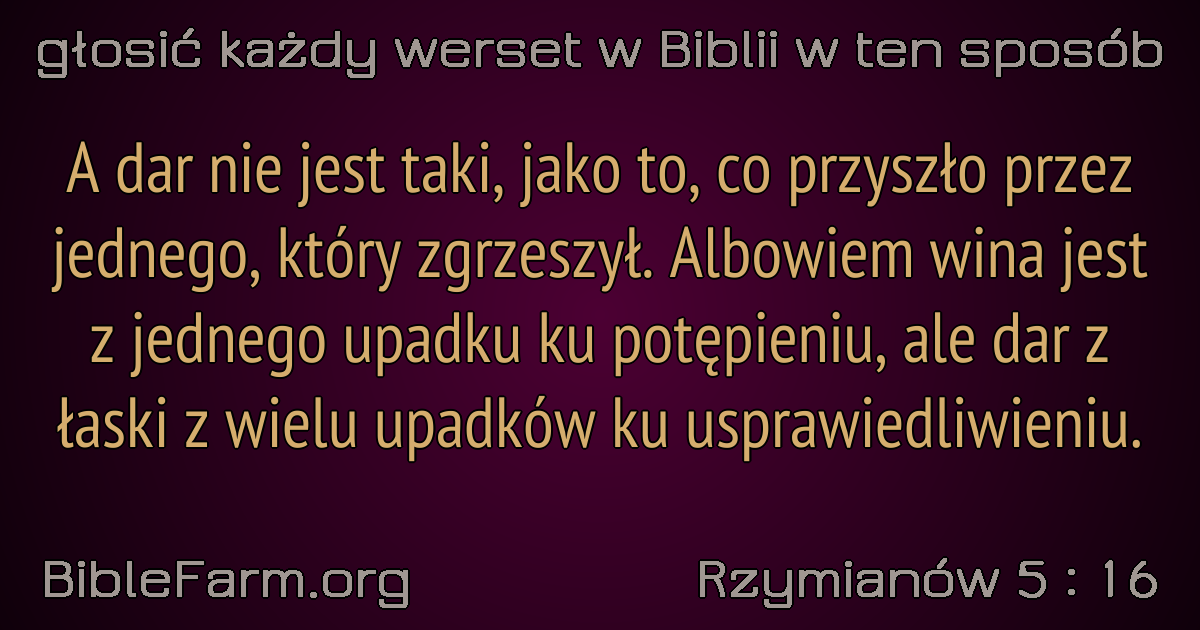 głosić każdy werset w Biblii w ten sposób
A dar nie jest taki, jako to, co przyszło przez
jednego, który zgrzeszył. Albowiem wina jest
z jednego upadku ku potępieniu, ale dar z
łaski z wielu upadków ku usprawiedliwieniu.
BibleFarm.org
Rzymianów 5 : 16